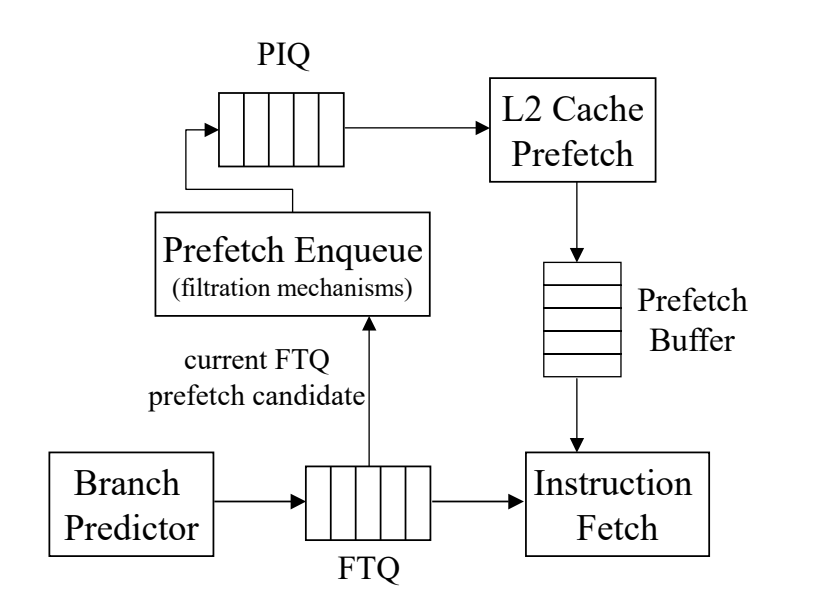 PIQ
L2 Cache
Prefetch
Prefetch Enqueue
(filtration mechanisms)
Prefetch
Buffer
current FTQ
prefetch candidate
Branch
Predictor
Instruction
Fetch
FTQ